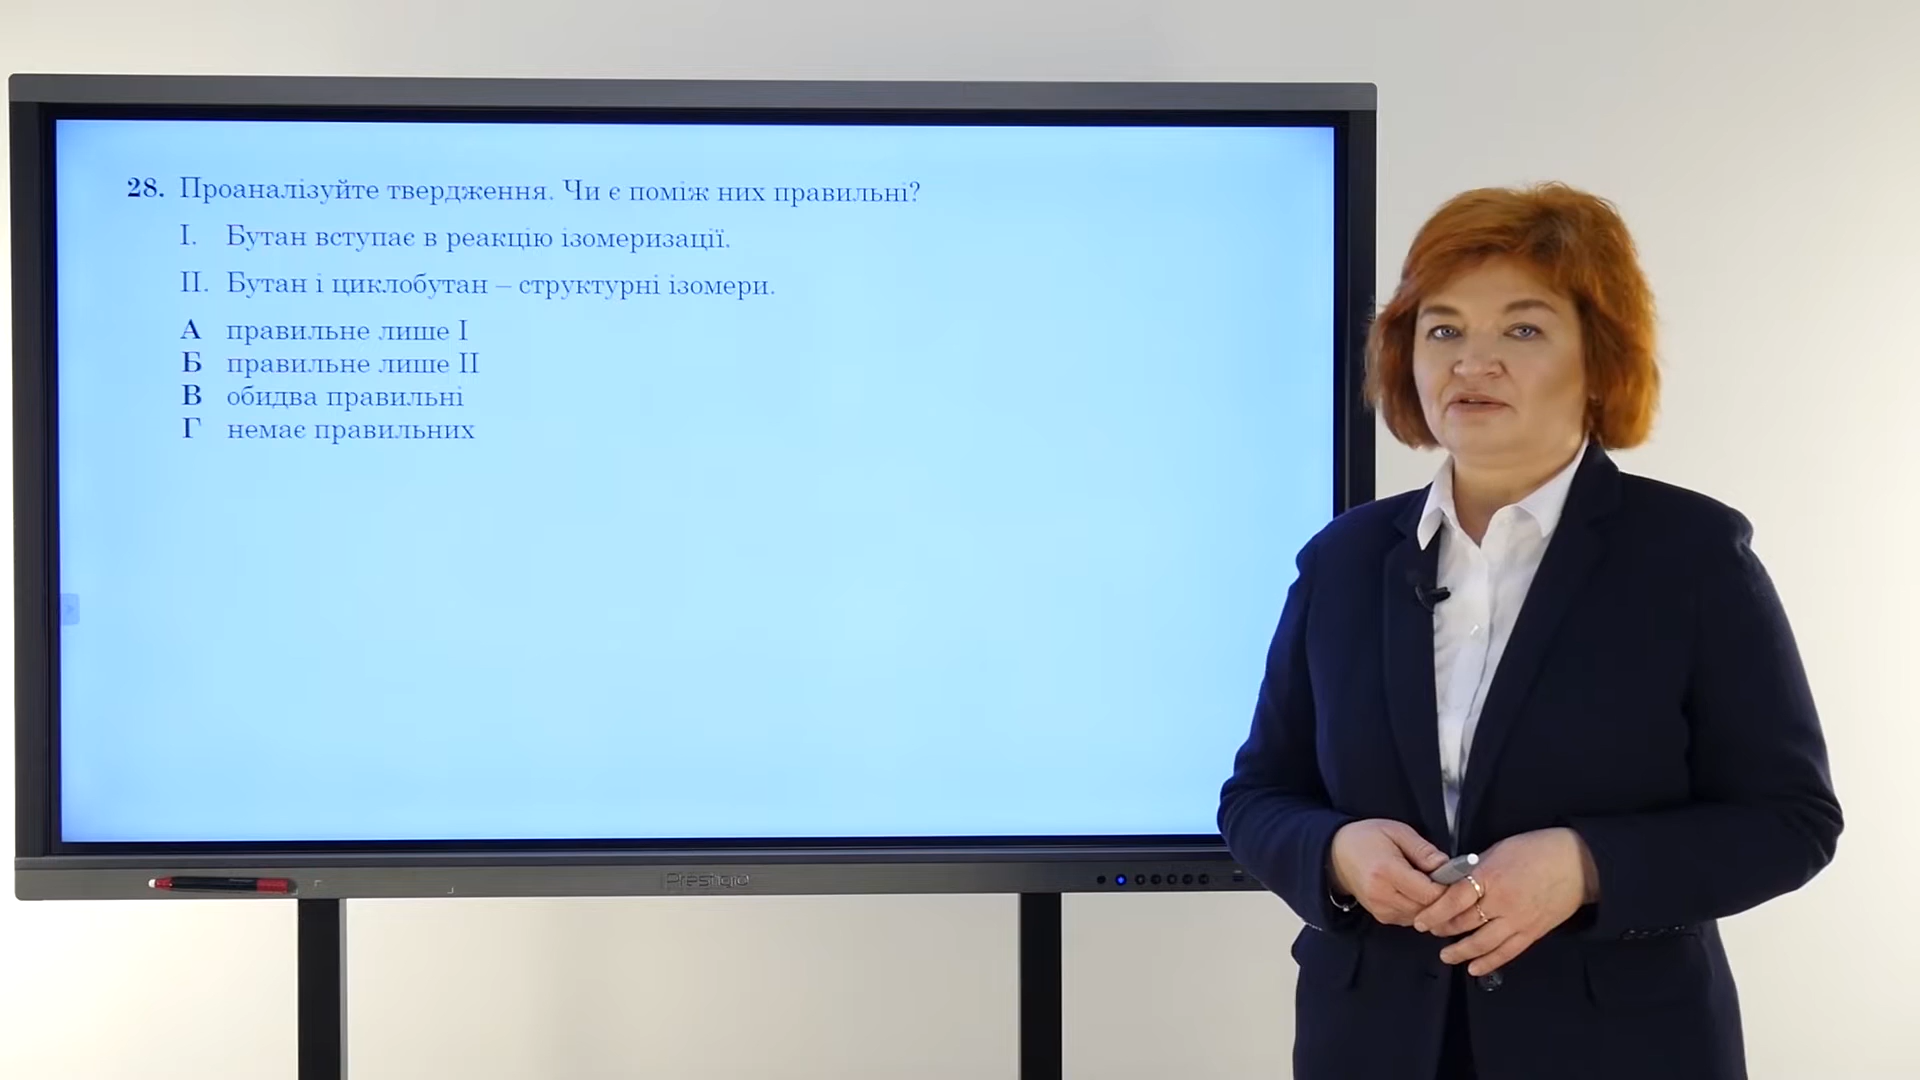 28. Проаналізуйте твердження. Чи є поміж них правильні?
I. Бутан вступає в реакцію ізомеризації.
II. Бутан і циклобутан – структурні ізомери.
А правильне лише I
Б правильне лише II
В обидва правильні
Г немає правильних
Prestigio